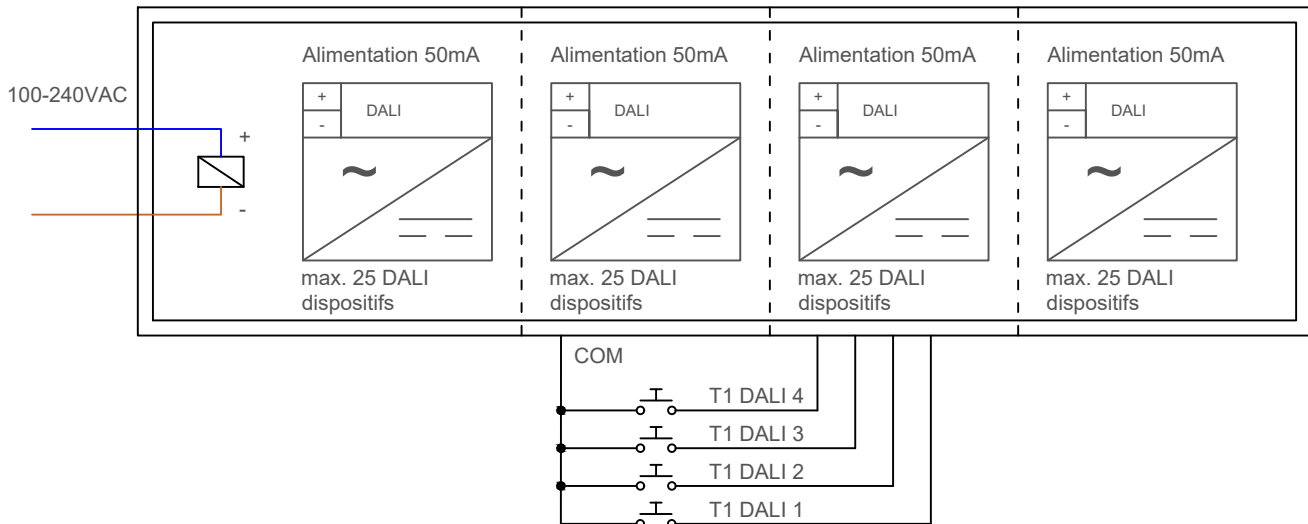 Alimentation 50mA
Alimentation 50mA
Alimentation 50mA
Alimentation 50mA
100-240VAC
+
-
+
-
DALI
+
-
DALI
+
-
DALI
+
-
DALI
~
~
~
~
max. 25 DALI
dispositifs
max. 25 DALI
dispositifs
max. 25 DALI
dispositifs
max. 25 DALI
dispositifs
COM
T1 DALI 4
T1 DALI 3
T1 DALI 2
T1 DALI 1